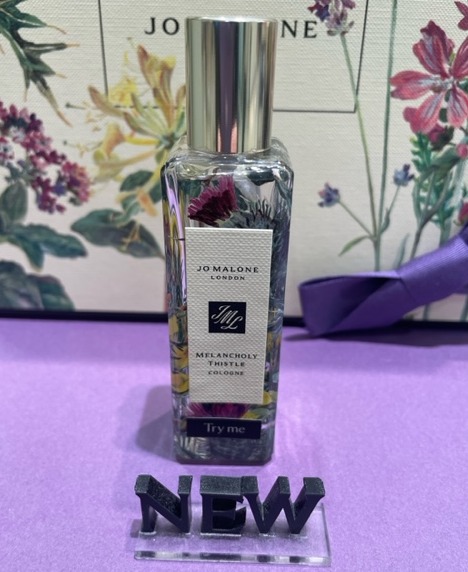 JO MALONE
JO MALONE
LONDON
JML
MELANCHOLY
THISTLE
COLOGNE
Try me
NEW